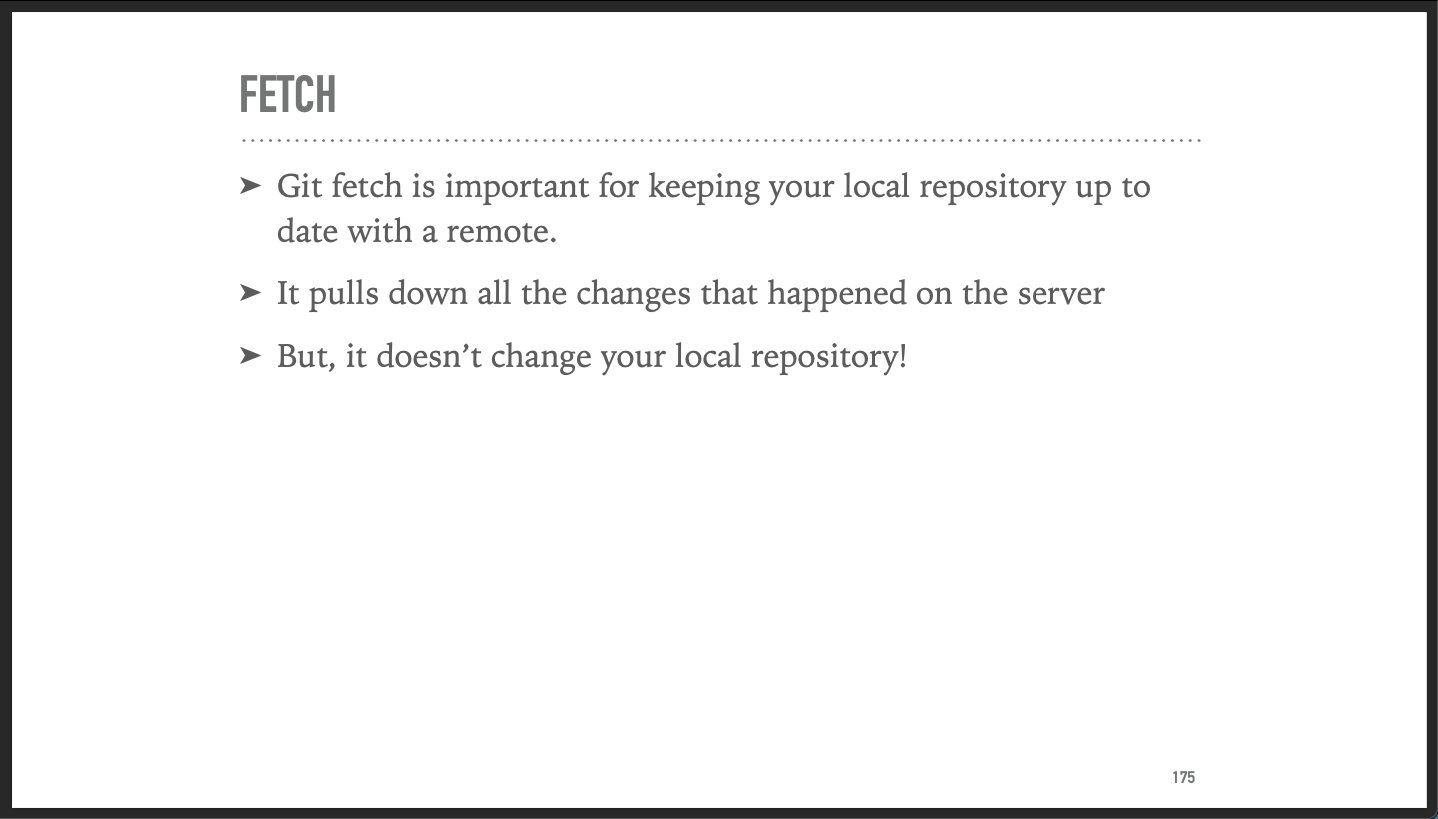 FETCH
➤ Git fetch is important for keeping your local repository up to
date with a remote.
➤ It pulls down all the changes that happened on the server
➤ But, it doesn’t change your local repository!
175